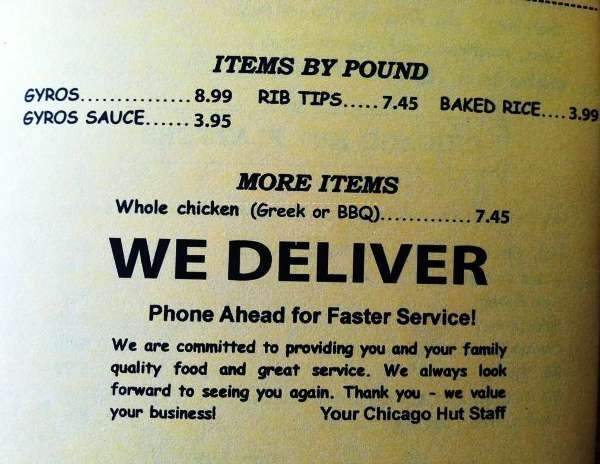 ITEMS BY POUND
GYROS...............8.99 RIB TIPS.....7.45 BAKED RICE....3.99
GYROS SAUCE......3.95
MORE ITEMS
Whole chicken (Greek or BBQ).............7.45
WE DELIVER
Phone Ahead for Faster Service!
We are committed to providing you and your family
quality food and great service. We always look
forward to seeing you again. Thank you - we value
your business! Your Chicago Hut Staff